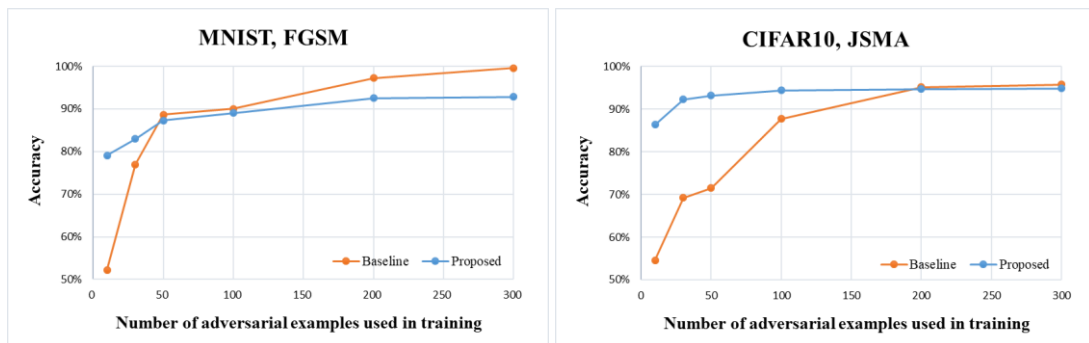 MNIST, FGSM
100%
90%
80%
70%
60%
50%
Accuracy
Baseline Proposed
0 50 100 150 200 250 300
Number of adversarial examples used in training
CIFAR10, JSMA
100%
90%
80%
70%
60%
50%
Accuracy
Baseline Proposed
0 50 100 150 200 250 300
Number of adversarial examples used in training